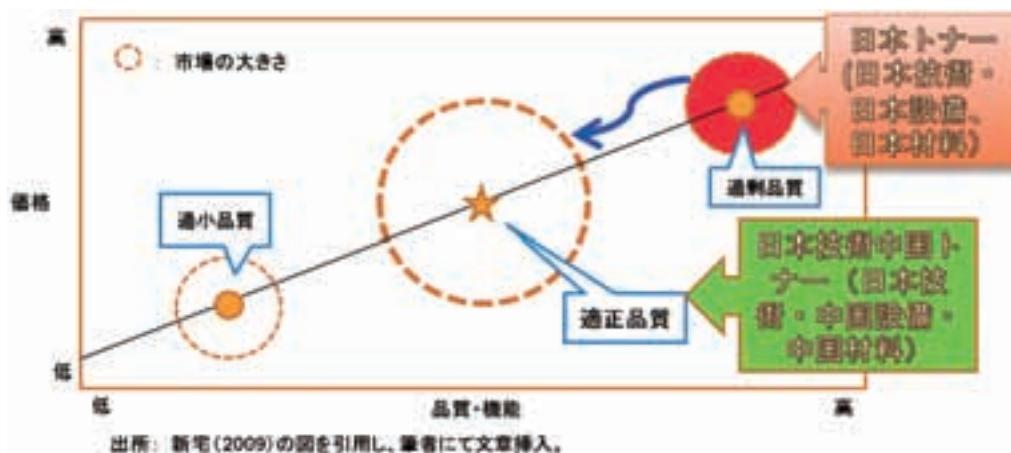 高
： 市場の大きさ
日本トナー
（日本技術・
日本設備、
日本材料）
過剰品質
価格
過小品質
日本技術中国ト
ナー（日本技
術・中国設備・
中国材料）
適正品質
低
低
品質・機能
高
出所： 新宅（2009）の図を引用し、筆者にて文章挿入。